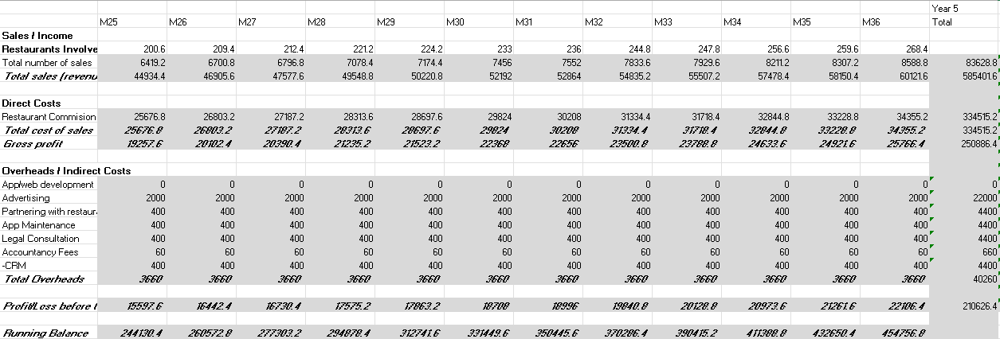 Year 5
M25 M26 M27 M28 M29 M30 M31 M32 M33 M34 M35 M36 Total
Sales / Income
Restaurants Involve 200.6 209.4 212.4 221.2 224.2 233 236 244.8 247.8 256.6 259.6 268.4
Total number of sales 6419.2 6700.8 6796.8 7078.4 7174.4 7456 7552 7833.6 7929.6 8211.2 8307.2 8588.8 83628.8
Total sales (revenu 44934.4 46905.6 47577.6 49548.8 50220.8 52192 52864 54835.2 55507.2 57478.4 58150.4 60121.6 585401.6
Direct Costs
Restaurant Commision 25676.8 26803.2 27187.2 28313.6 28697.6 29824 30208 31334.4 31718.4 32844.8 33228.8 34355.2 334515.2
Total cost of sales 25676.8 26803.2 27187.2 28313.6 28697.6 29824 30208 31334.4 31718.4 32844.8 33228.8 34355.2 334515.2
Gross profit 19257.6 20102.4 20390.4 21235.2 21523.2 22368 22656 23500.8 23788.8 24633.6 24921.6 25766.4 250886.4
Overheads / Indirect Costs
App/web development 0 0 0 0 0 0 0 0 0 0 0 0 0
Advertising 2000 2000 2000 2000 2000 2000 2000 2000 2000 2000 2000 2000 22000
Partnering with restaur 400 400 400 400 400 400 400 400 400 400 400 400 4400
App Maintenance 400 400 400 400 400 400 400 400 400 400 400 400 4400
Legal Consultation 400 400 400 400 400 400 400 400 400 400 400 400 4400
Accountancy Fees 60 60 60 60 60 60 60 60 60 60 60 60 660
-CRM 400 400 400 400 400 400 400 400 400 400 400 400 4400
Total Overheads 3660 3660 3660 3660 3660 3660 3660 3660 3660 3660 3660 3660 40260
Profit/Loss before t 15597.6 16442.4 16730.4 17575.2 17863.2 18708 18996 19840.8 20128.8 20973.6 21261.6 22106.4 210626.4
Running Balance 244130.4 260572.8 277303.2 294878.4 312741.6 331449.6 350445.6 370286.4 390415.2 411388.8 432650.4 454756.8